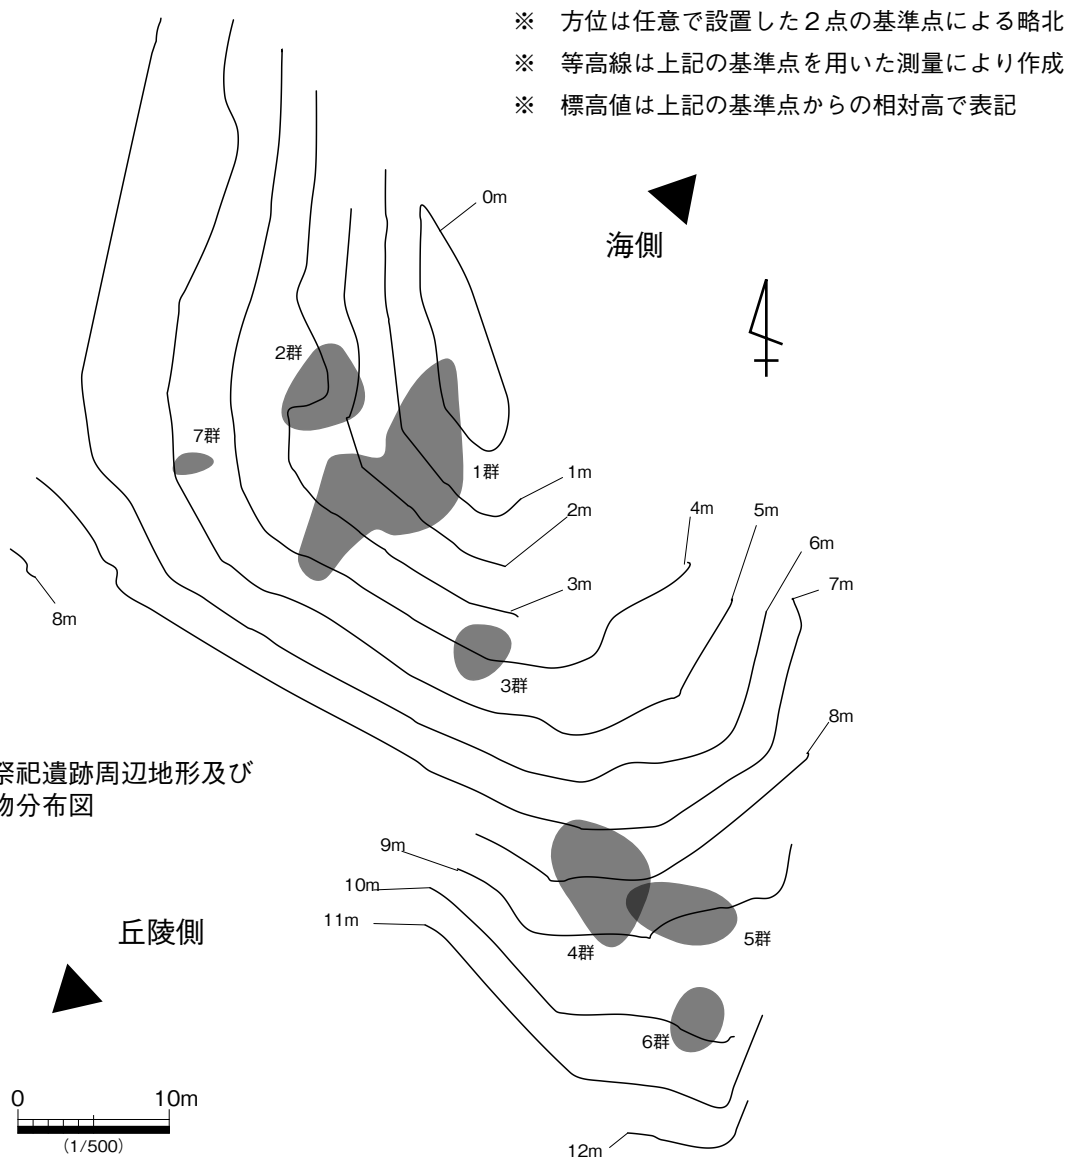 ※　方位は任意で設置した２点の基準点による略北
※　等高線は上記の基準点を用いた測量により作成
※　標高値は上記の基準点からの相対高で表記
0m
海側
2群
7群
1群
1m
2m
4m
5m
6m
3m
7m
8m
3群
8m
祭祀遺跡周辺地形及び
物分布図
9m
10m
11m
丘陵側
4群
5群
6群
0 10m
(1/500)
12m